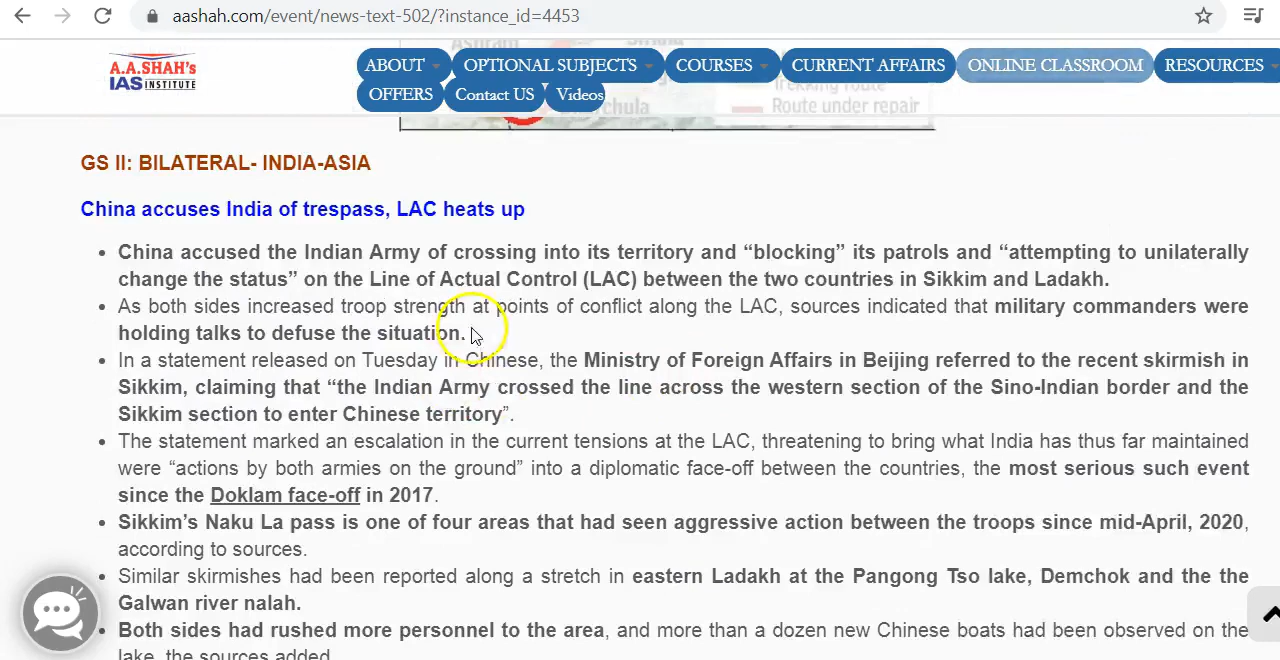 aashah.com/event/news-text-502/?instance_id=4453
A.A.SHAH's
IAS INSTITUTE
ABOUT
OPTIONAL SUBJECTS
COURSES
CURRENT AFFAIRS
ONLINE CLASSROOM
RESOURCES
OFFERS
Contact US
Videos
Trekking route
Route under repair
GS II: BILATERAL- INDIA-ASIA
China accuses India of trespass, LAC heats up
• China accused the Indian Army of crossing into its territory and “blocking” its patrols and “attempting to unilaterally
change the status” on the Line of Actual Control (LAC) between the two countries in Sikkim and Ladakh.
• As both sides increased troop strength at points of conflict along the LAC, sources indicated that military commanders were
holding talks to defuse the situation.
• In a statement released on Tuesday in Chinese, the Ministry of Foreign Affairs in Beijing referred to the recent skirmish in
Sikkim, claiming that “the Indian Army crossed the line across the western section of the Sino-Indian border and the
Sikkim section to enter Chinese territory”.
• The statement marked an escalation in the current tensions at the LAC, threatening to bring what India has thus far maintained
were “actions by both armies on the ground” into a diplomatic face-off between the countries, the most serious such event
since the Doklam face-off in 2017.
• Sikkim’s Naku La pass is one of four areas that had seen aggressive action between the troops since mid-April, 2020,
according to sources.
• Similar skirmishes had been reported along a stretch in eastern Ladakh at the Pangong Tso lake, Demchok and the the
Galwan river nalah.
• Both sides had rushed more personnel to the area, and more than a dozen new Chinese boats had been observed on the
lake, the sources added.